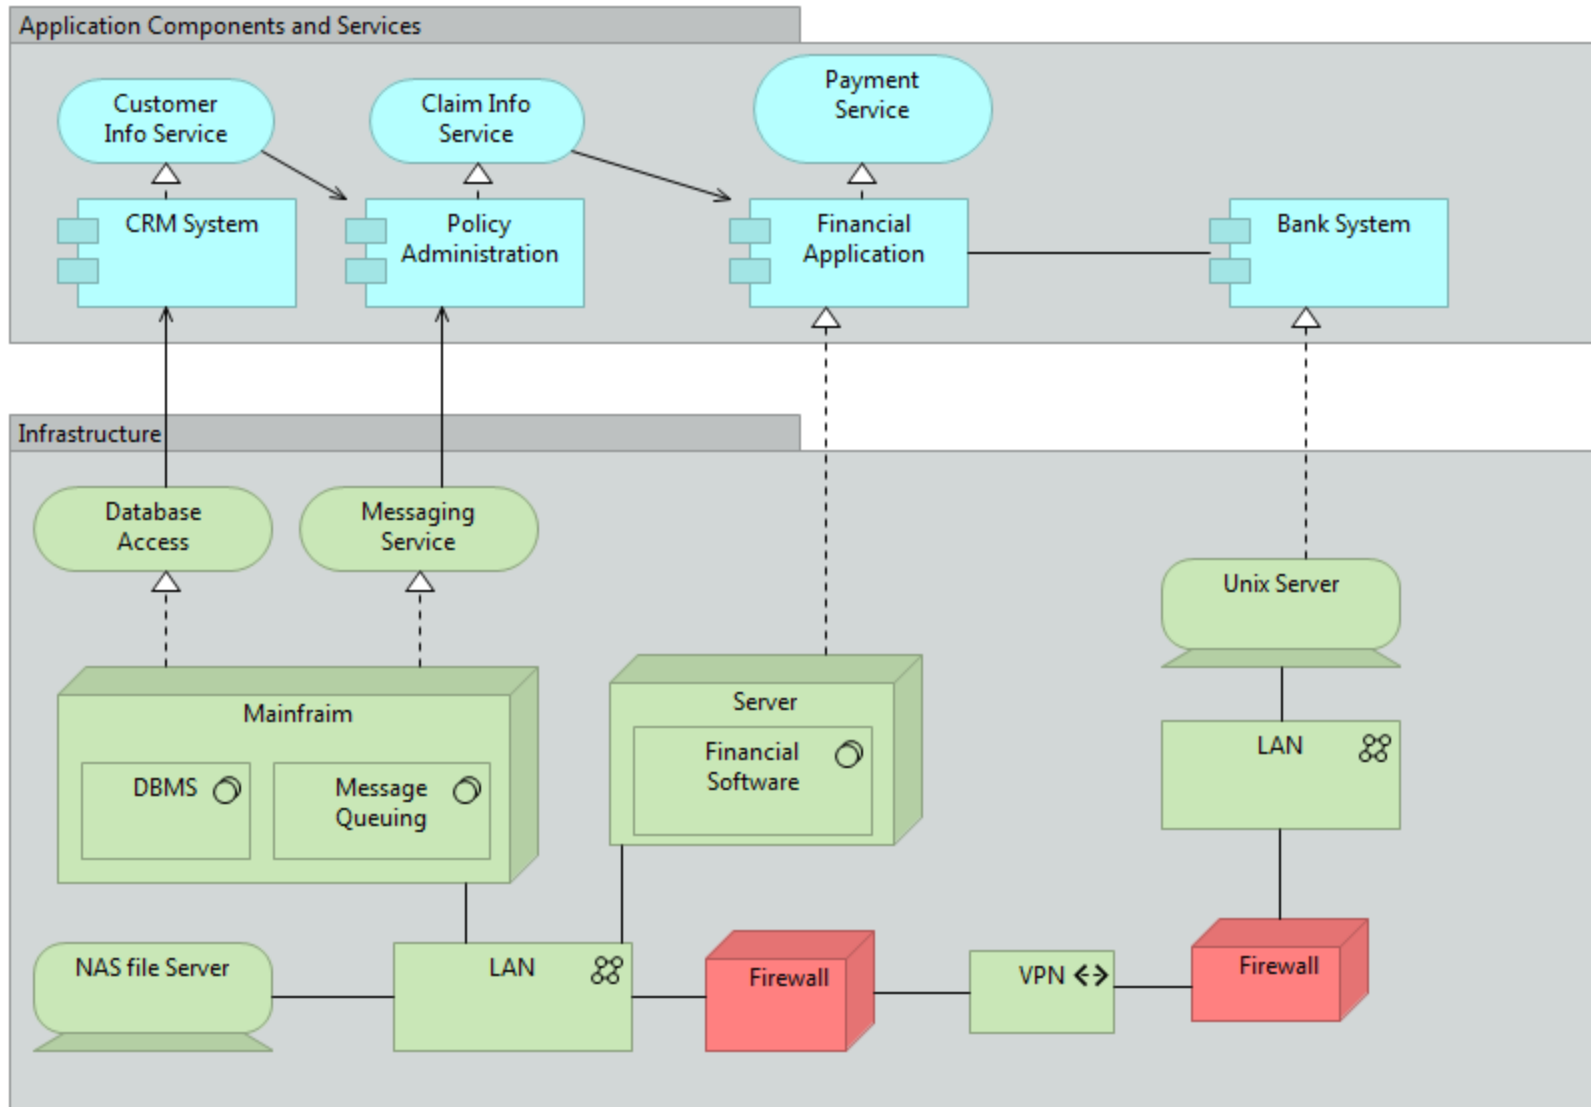 Application Components and Services
Customer
Info Service
Claim Info
Service
Payment
Service
CRM System
Policy
Administration
Financial
Application
Bank System
Infrastructure
Database
Access
Messaging
Service
Unix Server
Mainfraim
DBMS
Message
Queuing
Server
Financial
Software
LAN
NAS file Server
LAN
Firewall
VPN
Firewall